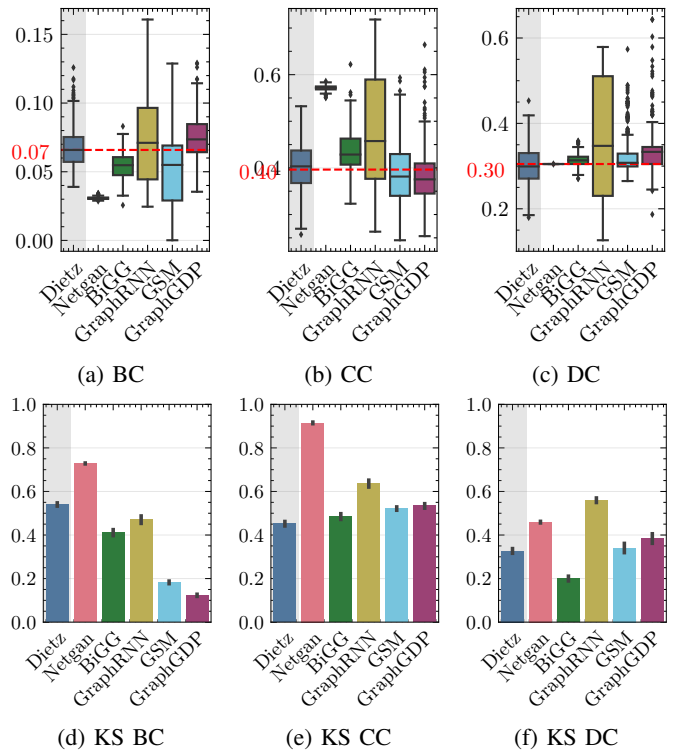 0.15
0.10
0.07
0.05
0.00
Dietz
Netgan
BiGG
GraphRNN
GSM
GraphGDP
(a) BC
0.6
0.4
0.40
Dietz
Netgan
BiGG
GraphRNN
GSM
GraphGDP
(b) CC
0.6
0.4
0.30
0.2
Dietz
Netgan
BiGG
GraphRNN
GSM
GraphGDP
(c) DC
1.0
0.8
0.6
0.4
0.2
0.0
Dietz
Netgan
BiGG
GraphRNN
GSM
GraphGDP
(d) KS BC
1.0
0.8
0.6
0.4
0.2
0.0
Dietz
Netgan
BiGG
GraphRNN
GSM
GraphGDP
(e) KS CC
1.0
0.8
0.6
0.4
0.2
0.0
Dietz
Netgan
BiGG
GraphRNN
GSM
GraphGDP
(f) KS DC